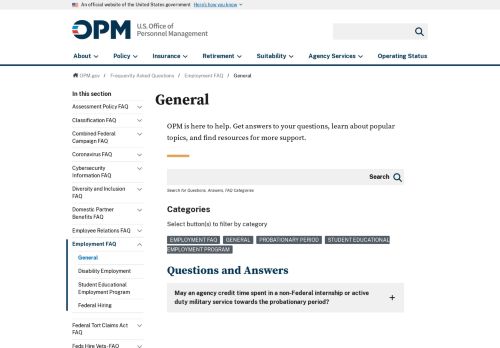 An official website of the United States government Here's how you know
OPM U.S. Office of
Personnel Management
About Policy Insurance Retirement Suitability Agency Services Operating Status
OPM.gov / Frequently Asked Questions / Employment FAQ / General
In this section
Assessment Policy FAQ
Classification FAQ
Combined Federal
Campaign FAQ
Coronavirus FAQ
Cybersecurity
Information FAQ
Diversity and Inclusion
FAQ
Domestic Partner
Benefits FAQ
Employee Relations FAQ
Employment FAQ
General
Disability Employment
Student Educational
Employment Program
Federal Hiring
Federal Tort Claims Act
FAQ
Feds Hire Vets- FAQ
General
OPM is here to help. Get answers to your questions, learn about popular
topics, and find resources for more support.
Search
Search for Questions, Answers, FAQ Categories
Categories
Select button(s) to filter by category
EMPLOYMENT FAQ GENERAL PROBATIONARY PERIOD STUDENT EDUCATIONAL
EMPLOYMENT PROGRAM
Questions and Answers
May an agency credit time spent in a non-Federal internship or active
duty military service towards the probationary period?